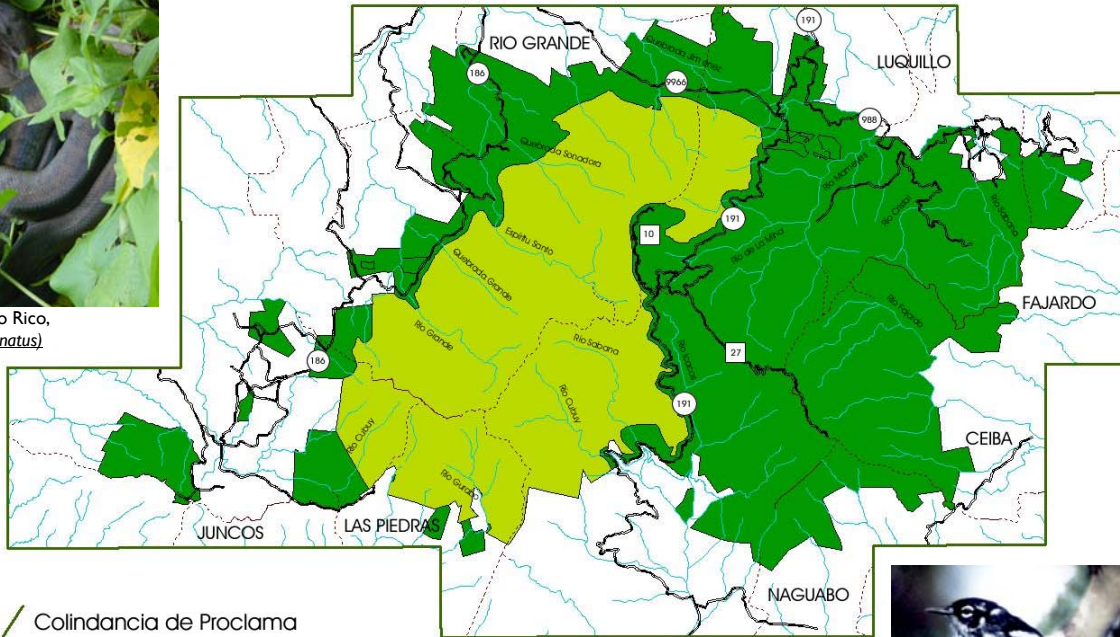 191
RIO GRANDE
186
Quebrada Jiménez
9966
LUQUILLO
988
Quebrada Sonadora
Río Mameyes
191
10
Río de La Mina
Río Sabana
Espíritu Santo
Quebrada Grande
FAJARDO
Río Fajardo
o Rico,
natus)
Río Grande
Río Sabana
186
27
Río Icacos
Río Cubuy
191
Río Cubuy
CEIBA
Río Gurabo
JUNCOS
LAS PIEDRAS
NAGUABO
Colindancia de Proclama